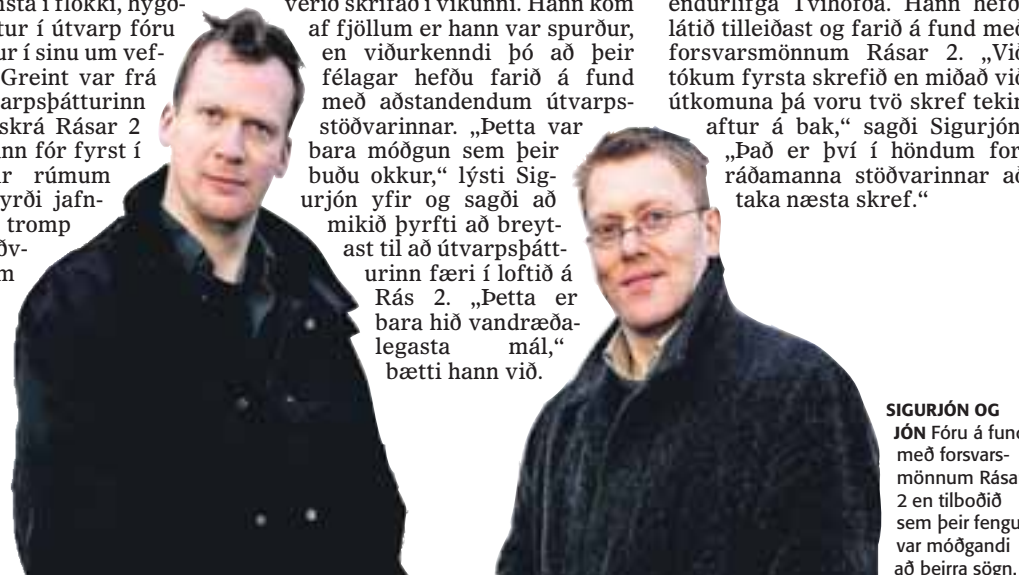 nsta í flokki, hygð-
tur í útvarp fóru
ur í sinu um vef-
Greint var frá
arpsþátturinn
skrá Rásar 2
nn fór fyrst í
r rúmum
yrði jafn-
tromp
ðv-
m
verið skrifað í vikunni. Hann kom
af fjöllum er hann var spurður,
en viðurkenndi þó að þeir
félagar hefðu farið á fund
með aðstandendum útvarps-
stöðvarinnar. „Þetta var
bara móðgun sem þeir
buðu okkur,“ lýsti Sig-
urjón yfir og sagði að
mikið þyrfti að breyt-
ast til að útvarpsþátt-
urinn færi í loftið á
Rás 2. „Þetta er
bara hið vandræða-
legasta mál,“
bætti hann við.
endurlífga Tvíhöfða. Hann hefð
látið tilleiðast og farið á fund með
forsvarsmönnum Rásar 2. „Við
tókum fyrsta skrefið en miðað við
útkomuna þá voru tvö skref tekin
aftur á bak,“ sagði Sigurjón.
„Það er því í höndum for-
ráðamanna stöðvarinnar að
taka næsta skref.“
SIGURJÓN OG
JÓN Fóru á fund
með forsvars-
mönnum Rásar
2 en tilboðið
sem þeir fengu
var móðgandi
að þeirra sögn.